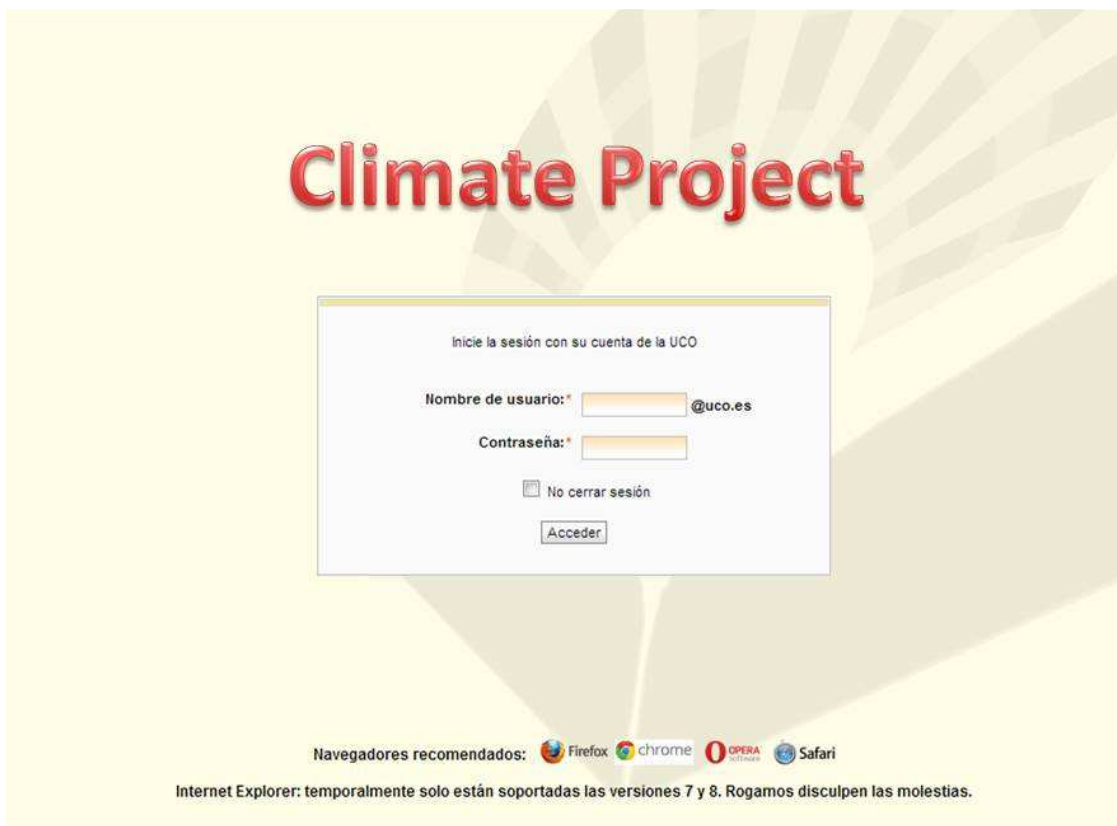 Climate Project
Inicie la sesión con su cuenta de la UCO
Nombre de usuario:* @uco.es
Contraseña:*
No cerrar sesión
Acceder
Navegadores recomendados: Firefox chrome OPERA software Safari
Internet Explorer: temporalmente solo están soportadas las versiones 7 y 8. Rogamos disculpen las molestias.